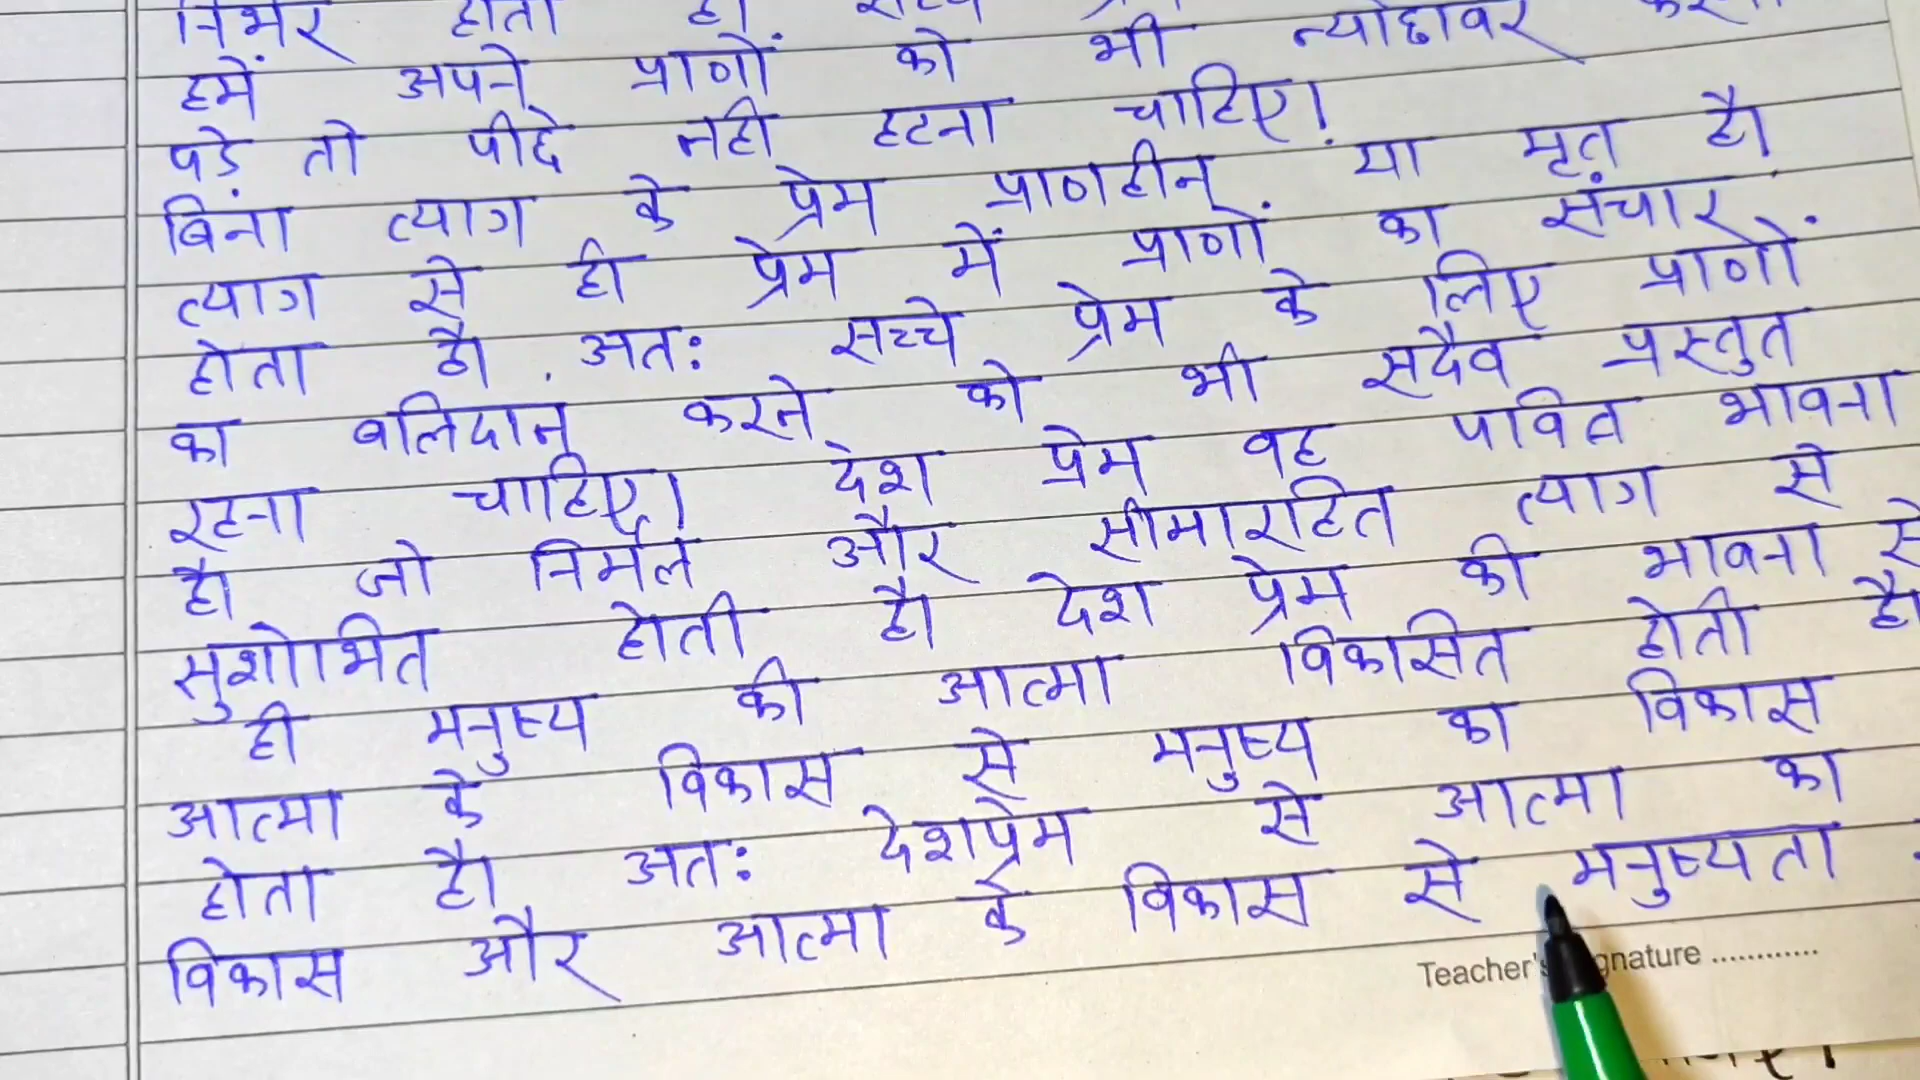 निर्भर होता है।
हमें अपने प्राणों को भी न्योछावर
पड़े तो पीछे नही हटना चाहिए।
बिना त्याग के प्रेम प्राणहीन या मृत है।
त्याग से ही प्रेम में प्राणों का संचार
होता है। अतः सच्चे प्रेम के लिए प्राणों
का बलिदान करने को भी सदैव प्रस्तुत
रहना चाहिए। देश प्रेम वह पवित्र भावना
है। जो निर्मल और सीमारहित त्याग से
सुशोभित होती है। देश प्रेम की भावना से
ही मनुष्य की आत्मा विकसित होती है।
आत्मा के विकास से मनुष्य का विकास
होता है। अतः देशप्रेम से आत्मा का
विकास और आत्मा के विकास से मनुष्यता
Teacher's Signature ............